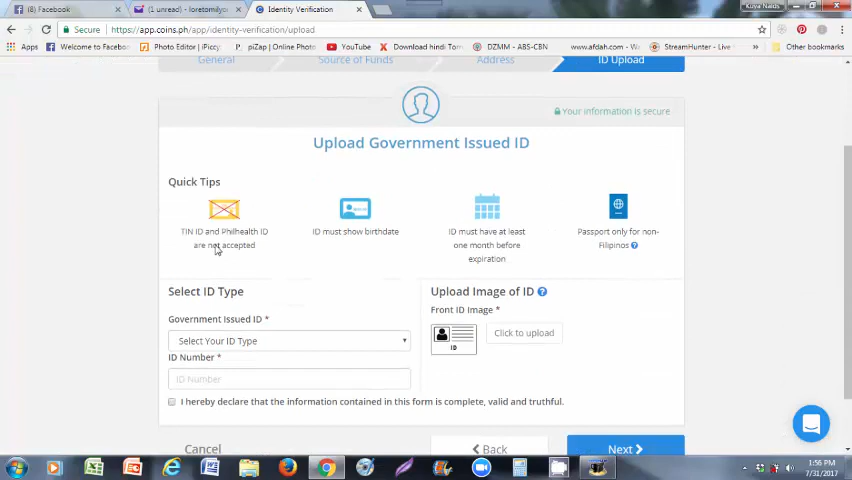 (8) Facebook
(1 unread) - loretomilyo
Identity Verification
Kuya Nalds
Secure
https://app.coins.ph/app/identity-verification/upload
Apps
Welcome to Facebook
Photo Editor | iPiccy
piZap | Online Photo
YouTube
Download hindi Tom
DZMM - ABS-CBN
www.afdah.com
StreamHunter - Live
»
Other bookmarks
General
Source of Funds
Address
ID Upload
Your information is secure
Upload Government Issued ID
Quick Tips
TIN ID and Philhealth ID
are not accepted
ID must show birthdate
ID must have at least
one month before
expiration
Passport only for non-
Filipinos ?
Select ID Type
Government Issued ID *
Select Your ID Type
ID Number *
ID Number
Upload Image of ID ?
Front ID Image *
ID
Click to upload
I hereby declare that the information contained in this form is complete, valid and truthful.
Cancel
Back
Next
1:56 PM
7/31/2017